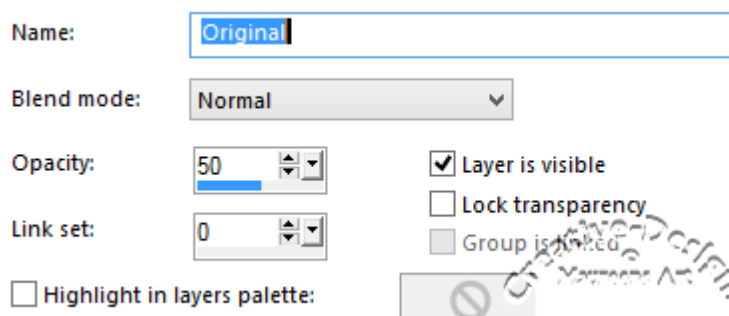 Name: Original
Blend mode: Normal
Opacity: 50
Layer is visible
Lock transparency
Link set: 0
Group is linked
Highlight in layers palette: